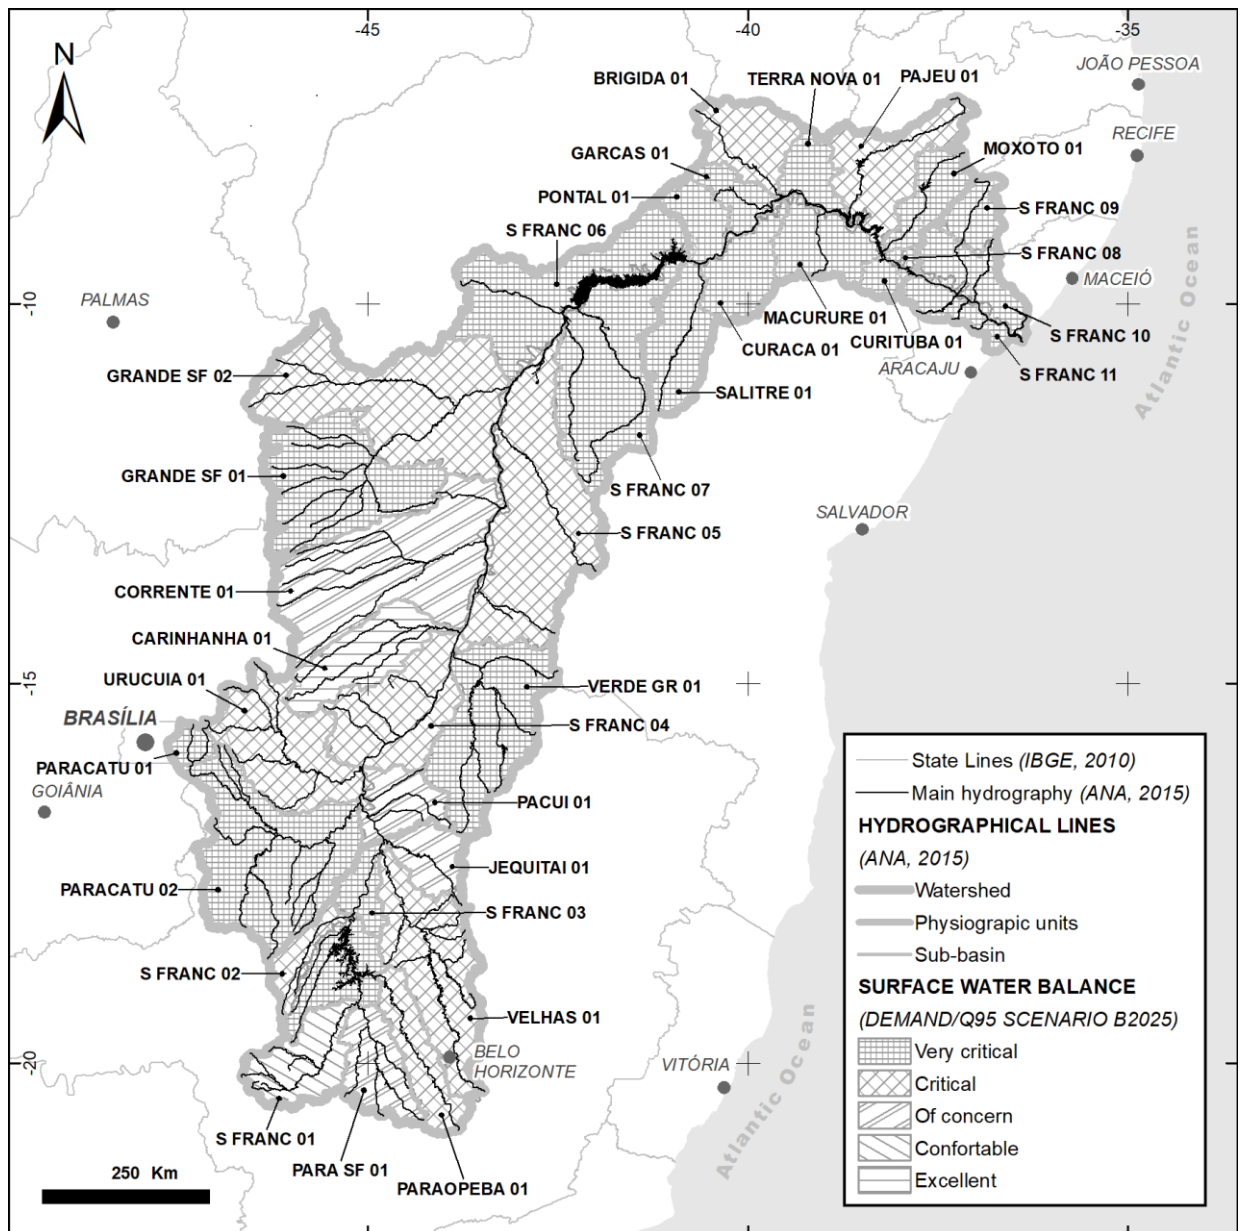 -45
-40
-35
N
JOÃO PESSOA
BRIGIDA 01
TERRA NOVA 01
PAJEU 01
RECIFE
GARCAS 01
MOXOTO 01
PONTAL 01
S FRANC 09
S FRANC 06
S FRANC 08
MACEIÓ
-10
PALMAS
MACURURE 01
S FRANC 10
CURACA 01
CURITUBA 01
ARACAJU
S FRANC 11
Atlantic Ocean
GRANDE SF 02
SALITRE 01
GRANDE SF 01
S FRANC 07
SALVADOR
S FRANC 05
CORRENTE 01
CARINHANHA 01
URUCUIA 01
-15
VERDE GR 01
BRASÍLIA
S FRANC 04
PARACATU 01
GOIÂNIA
PACUI 01
JEQUITAI 01
PARACATU 02
S FRANC 03
S FRANC 02
VELHAS 01
-20
BELO
HORIZONTE
VITÓRIA
Atlantic Ocean
S FRANC 01
PARA SF 01
PARAOPEBA 01
250 Km
State Lines (IBGE, 2010)
Main hydrography (ANA, 2015)
HYDROGRAPHICAL LINES
(ANA, 2015)
Watershed
Physiograpic units
Sub-basin
SURFACE WATER BALANCE
(DEMAND/Q95 SCENARIO B2025)
Very critical
Critical
Of concern
Confortable
Excellent